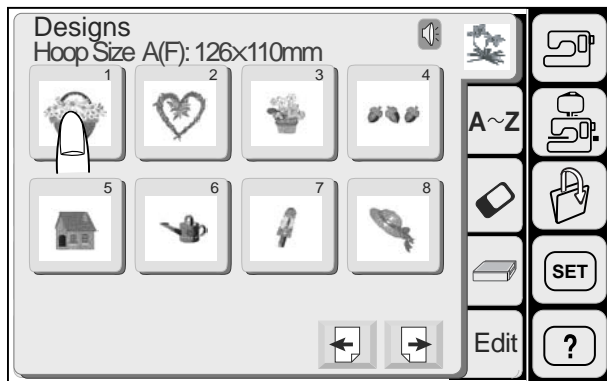 Designs
Hoop Size A(F): 126×110mm
1 2 3 4
A~Z
5 6 7 8
SET
Edit
?